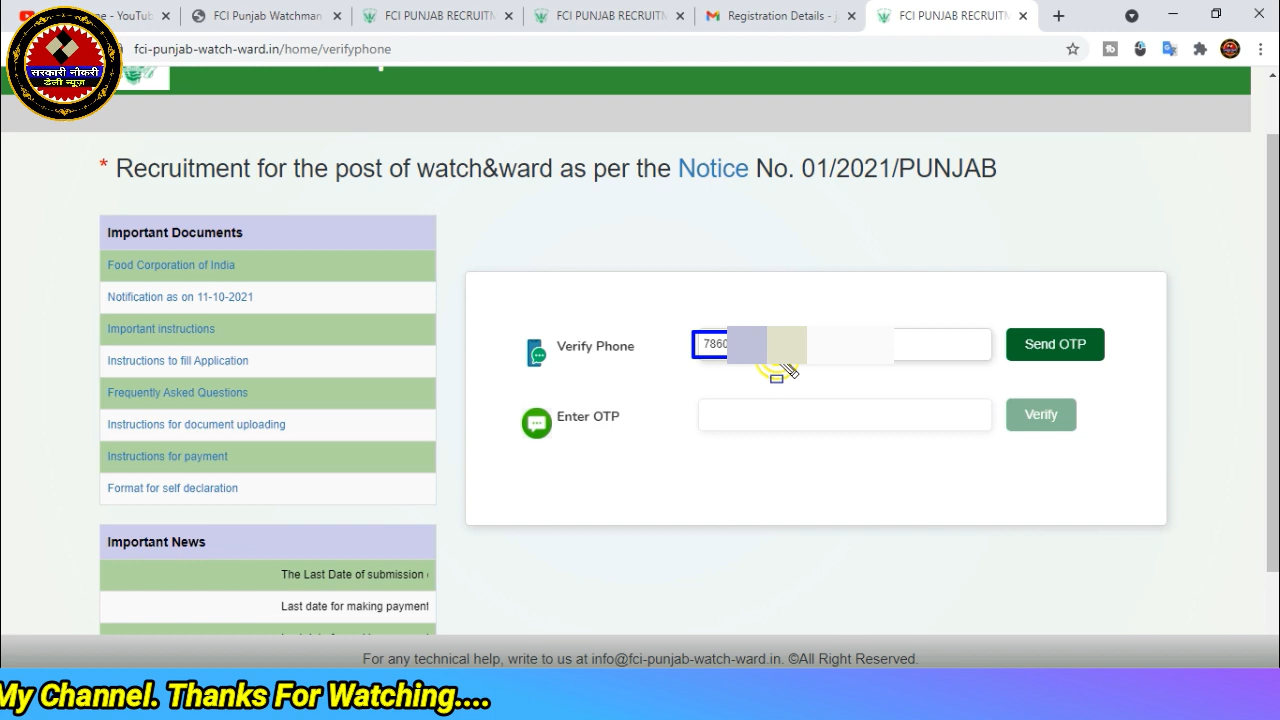 me - YouTu
FCI Punjab Watchman
FCI PUNJAB RECRUITM
FCI PUNJAB RECRUITM
Registration Details - j
FCI PUNJAB RECRUITM
fci-punjab-watch-ward.in/home/verifyphone
सरकारी नौकरी
डेली न्यूज़
* Recruitment for the post of watch&ward as per the Notice No. 01/2021/PUNJAB
Important Documents
Food Corporation of India
Notification as on 11-10-2021
Important instructions
Instructions to fill Application
Frequently Asked Questions
Instructions for document uploading
Instructions for payment
Format for self declaration
Important News
The Last Date of submission
Last date for making payment
Verify Phone
7860
Send OTP
Enter OTP
Verify
For any technical help, write to us at info@fci-punjab-watch-ward.in. ©All Right Reserved.
My Channel. Thanks For Watching....